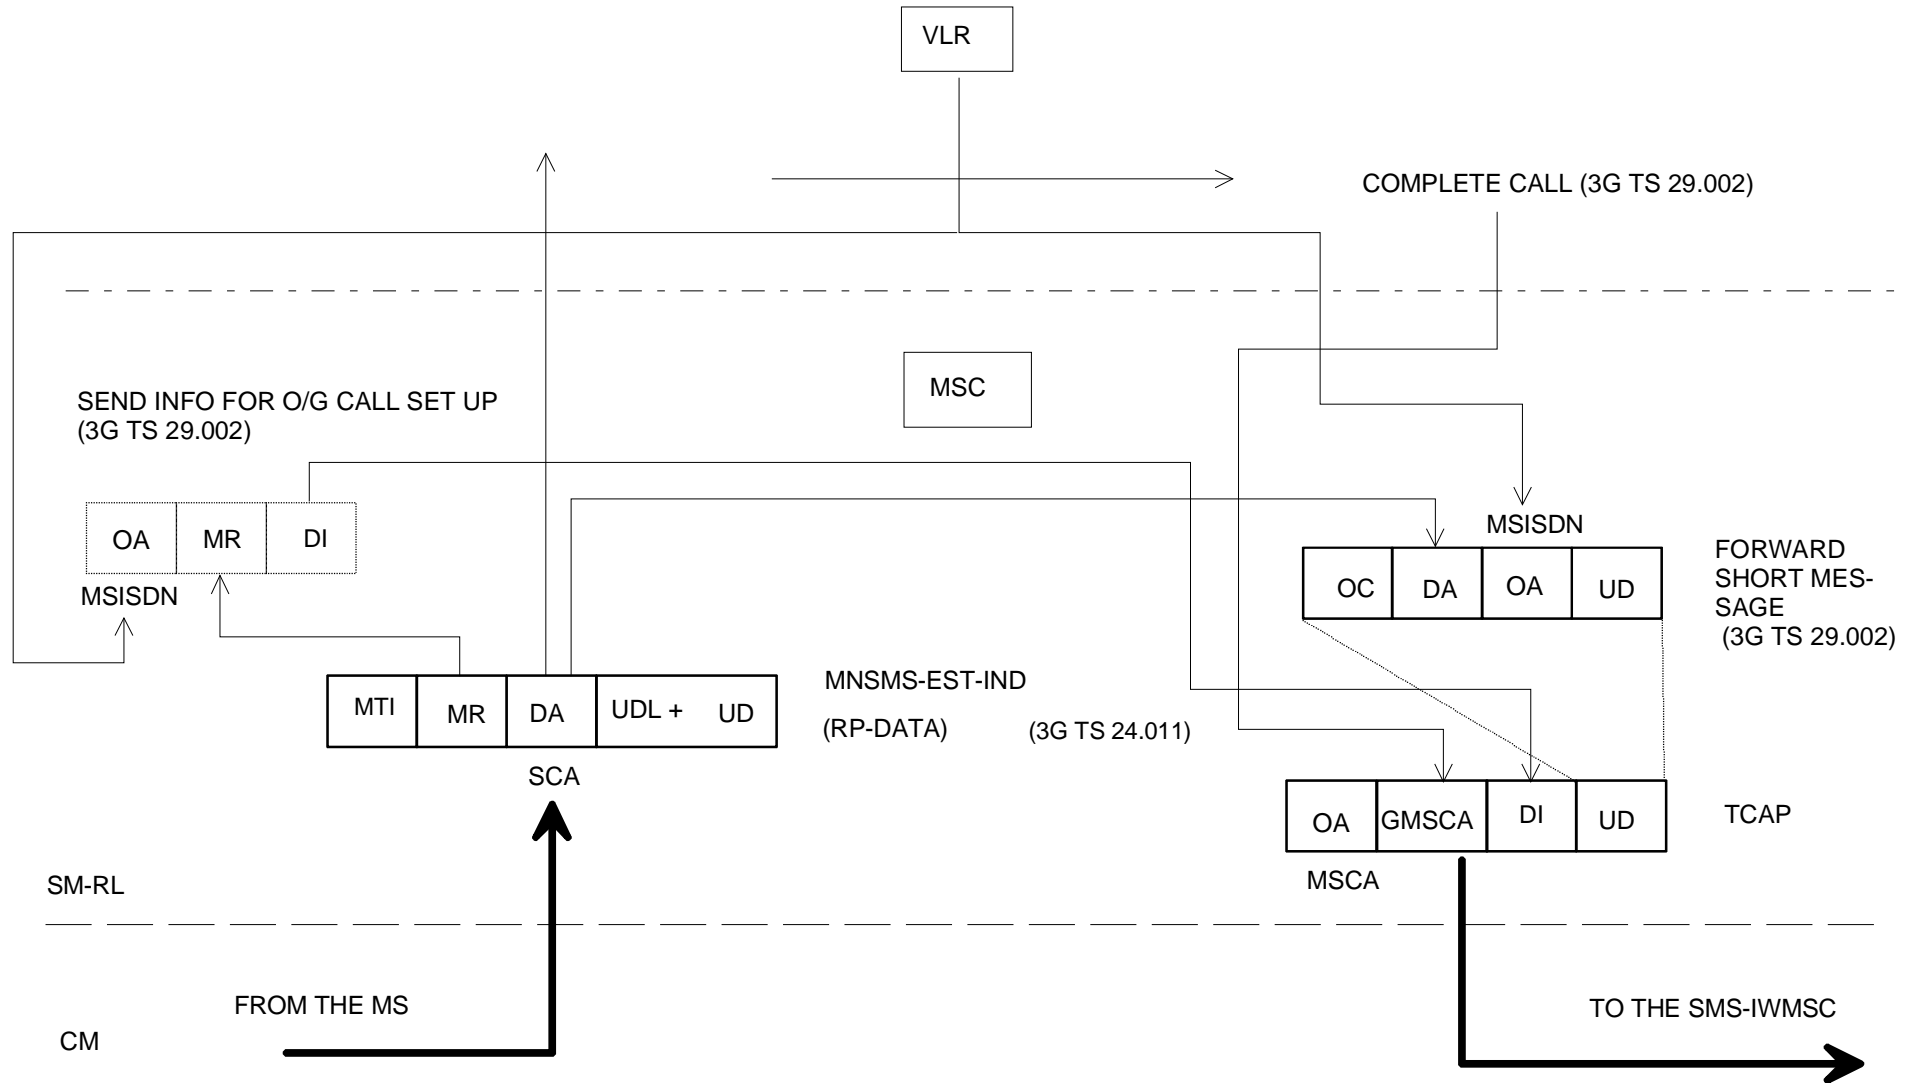 VLR
COMPLETE CALL (3G TS 29.002)
MSC
SEND INFO FOR O/G CALL SET UP
(3G TS 29.002)
OA MR DI
MSISDN
MSISDN
OC DA OA UD
FORWARD
SHORT MES-
SAGE
(3G TS 29.002)
MTI MR DA UDL + UD
MNSMS-EST-IND
(RP-DATA) (3G TS 24.011)
SCA
OA GMSCA DI UD
TCAP
MSCA
SM-RL
FROM THE MS
TO THE SMS-IWMSC
CM